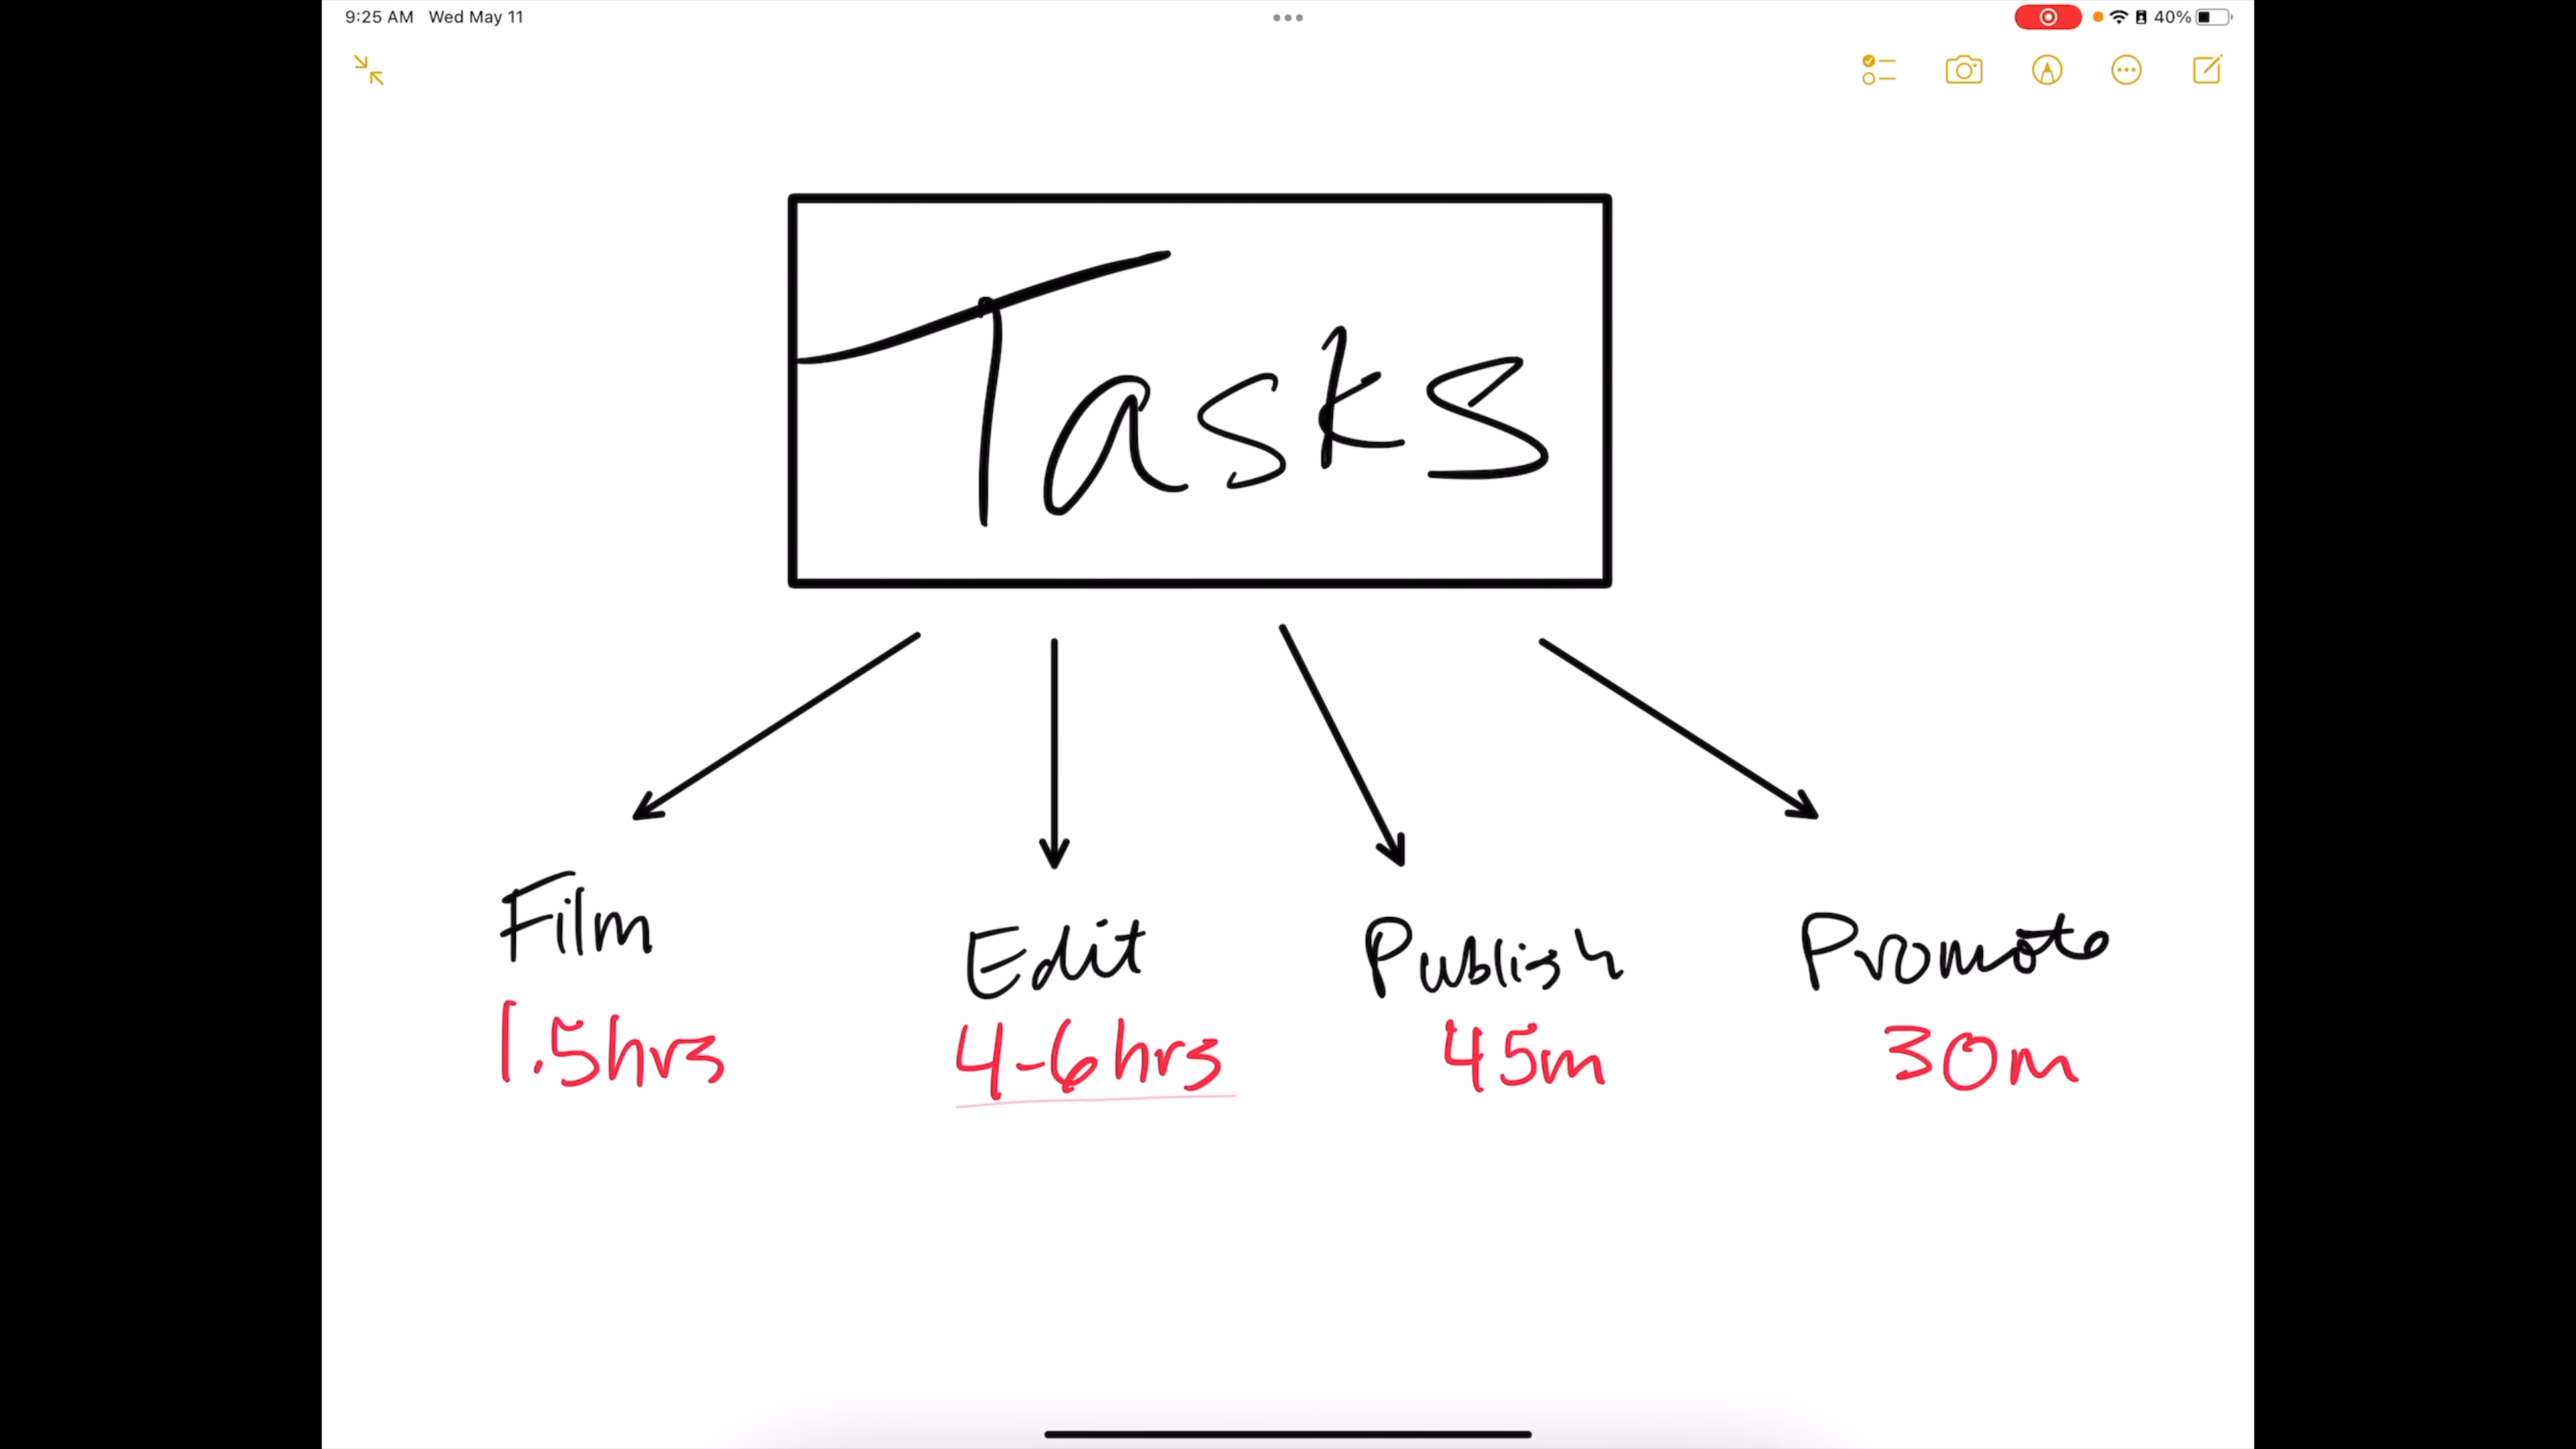 9:25 AM Wed May 11
40%
Tasks
Film
Edit
Publish
Promote
1.5hrs
4-6hrs
45m
30m